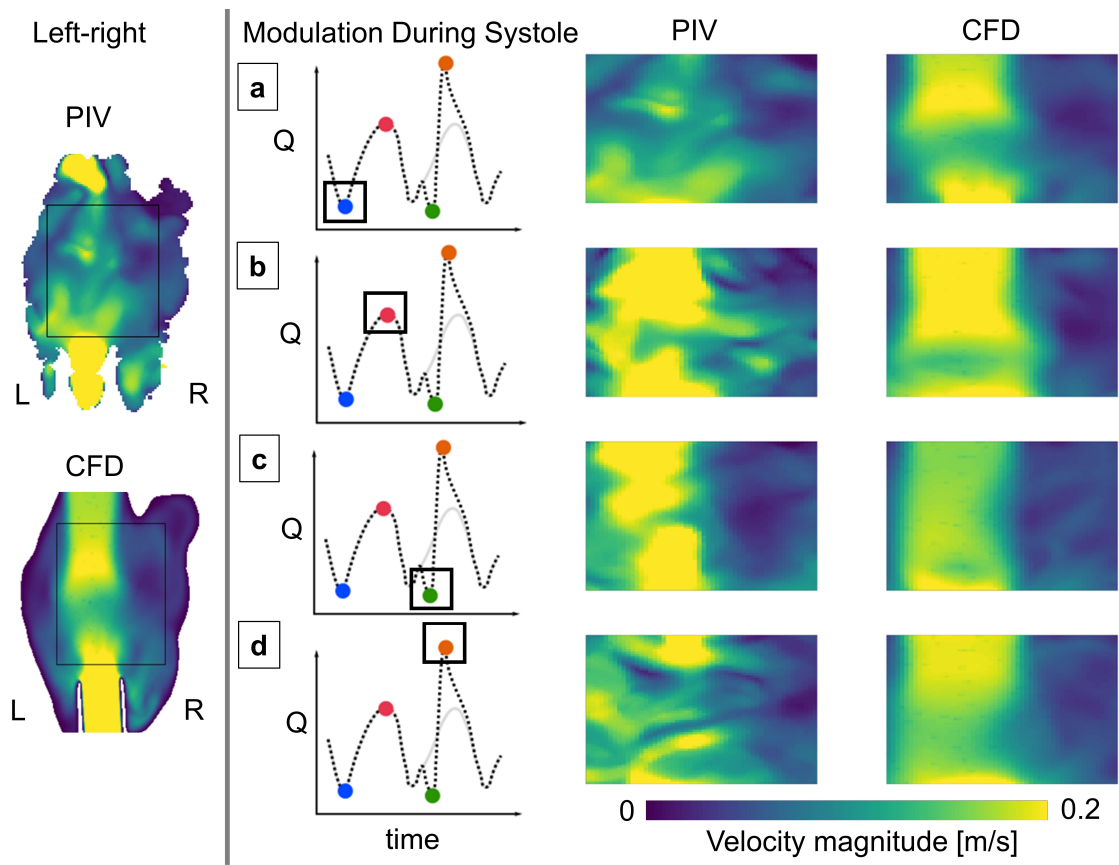 Left-right
Modulation During Systole
PIV
CFD
PIV
L
R
CFD
L
R
a
Q
b
Q
c
Q
d
Q
time
0
0.2
Velocity magnitude [m/s]